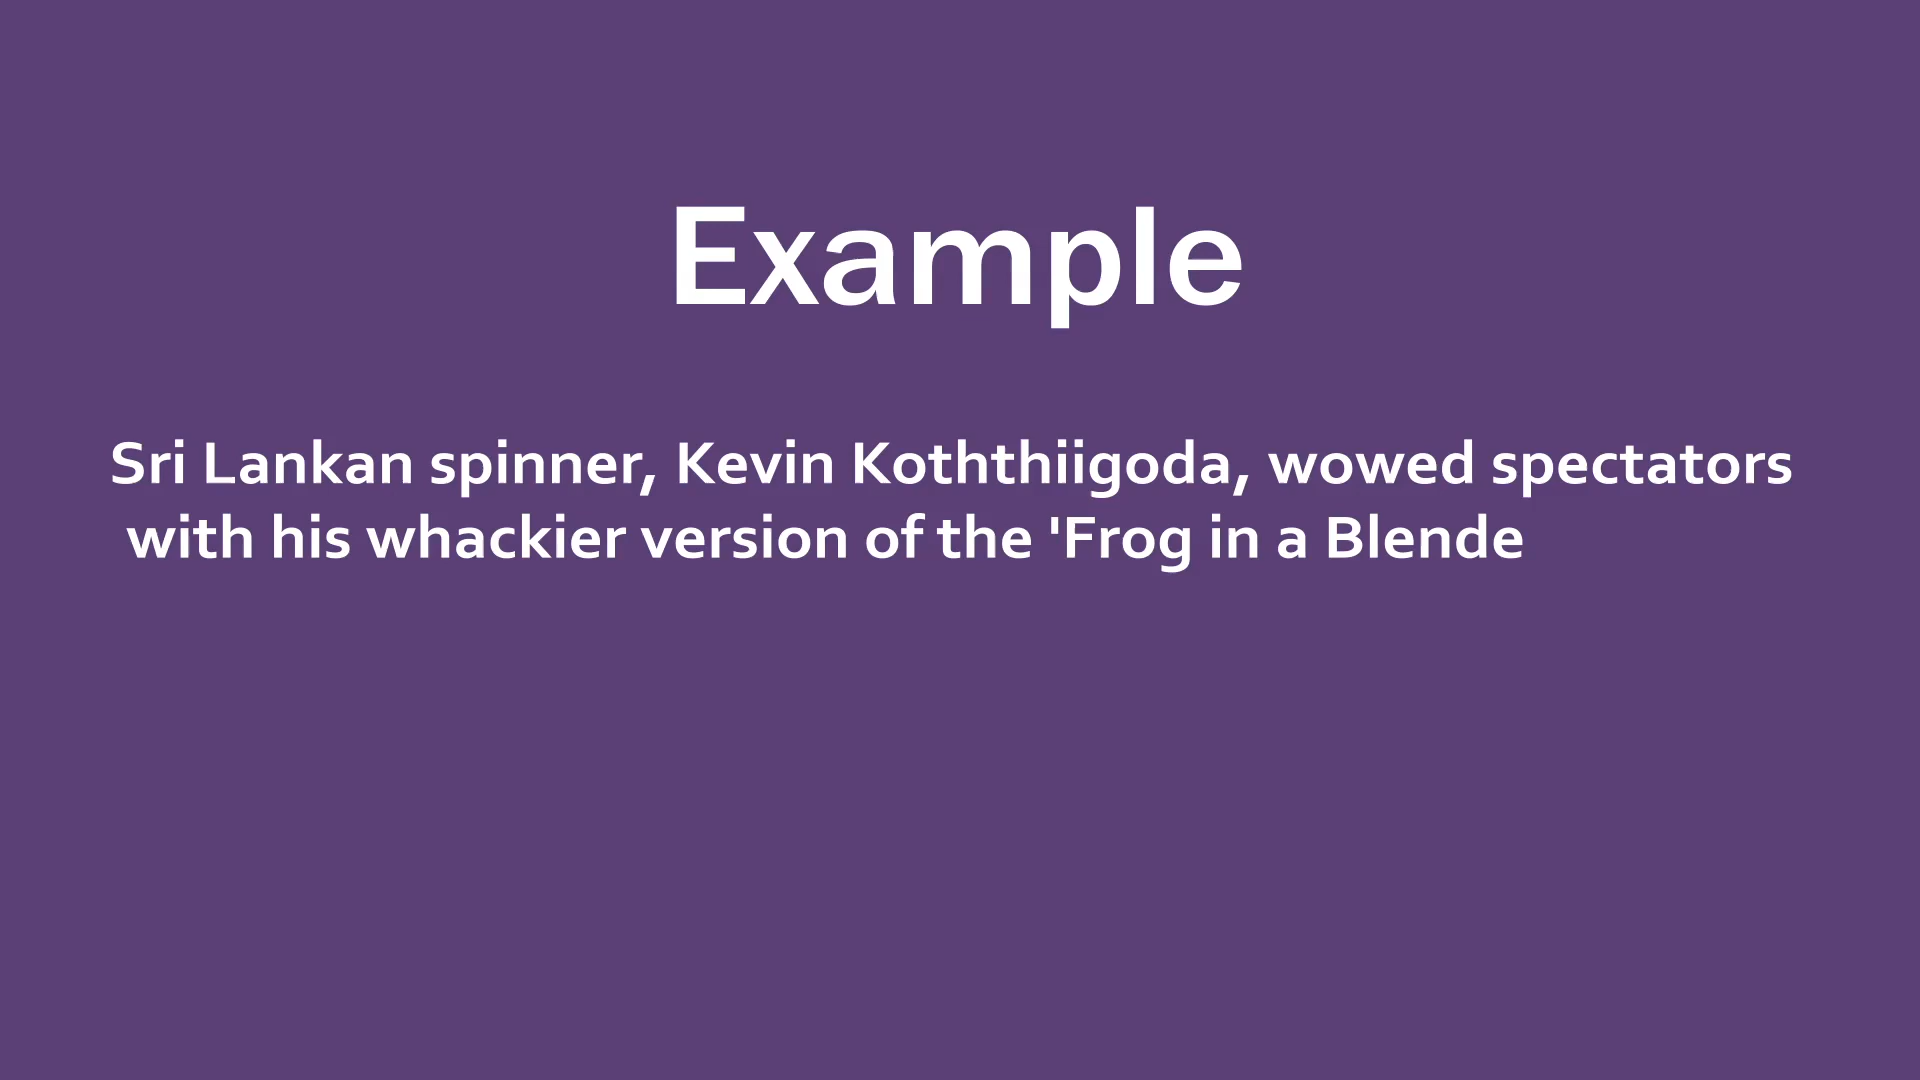 Example
Sri Lankan spinner, Kevin Koththiigoda, wowed spectators
with his whackier version of the 'Frog in a Blende